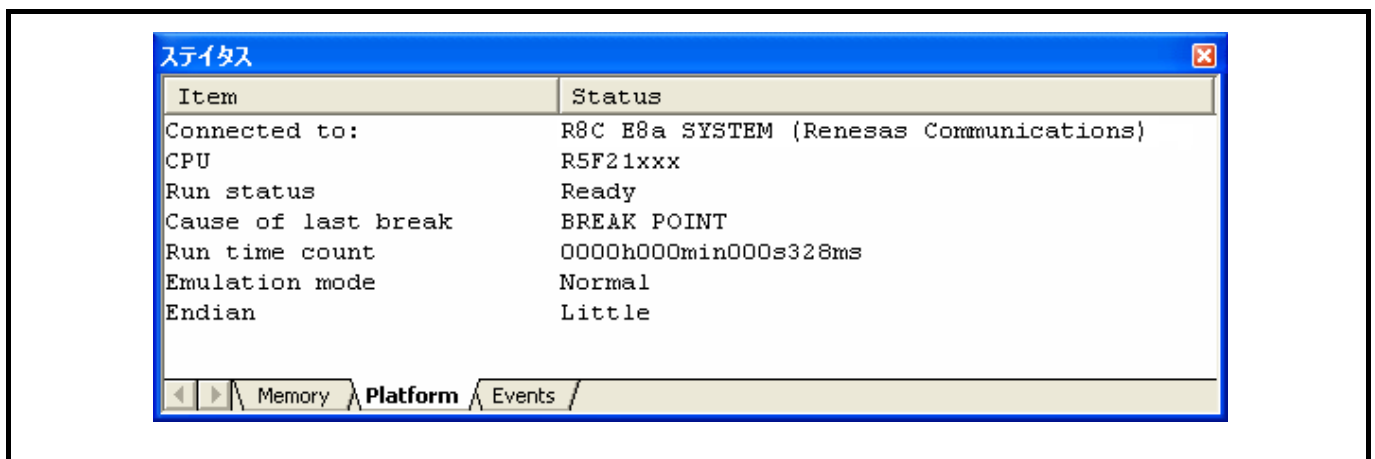 ステイタス
Item Status
Connected to: R8C E8a SYSTEM (Renesas Communications)
CPU R5F21xxx
Run status Ready
Cause of last break BREAK POINT
Run time count 0000h000min000s328ms
Emulation mode Normal
Endian Little
Memory Platform Events